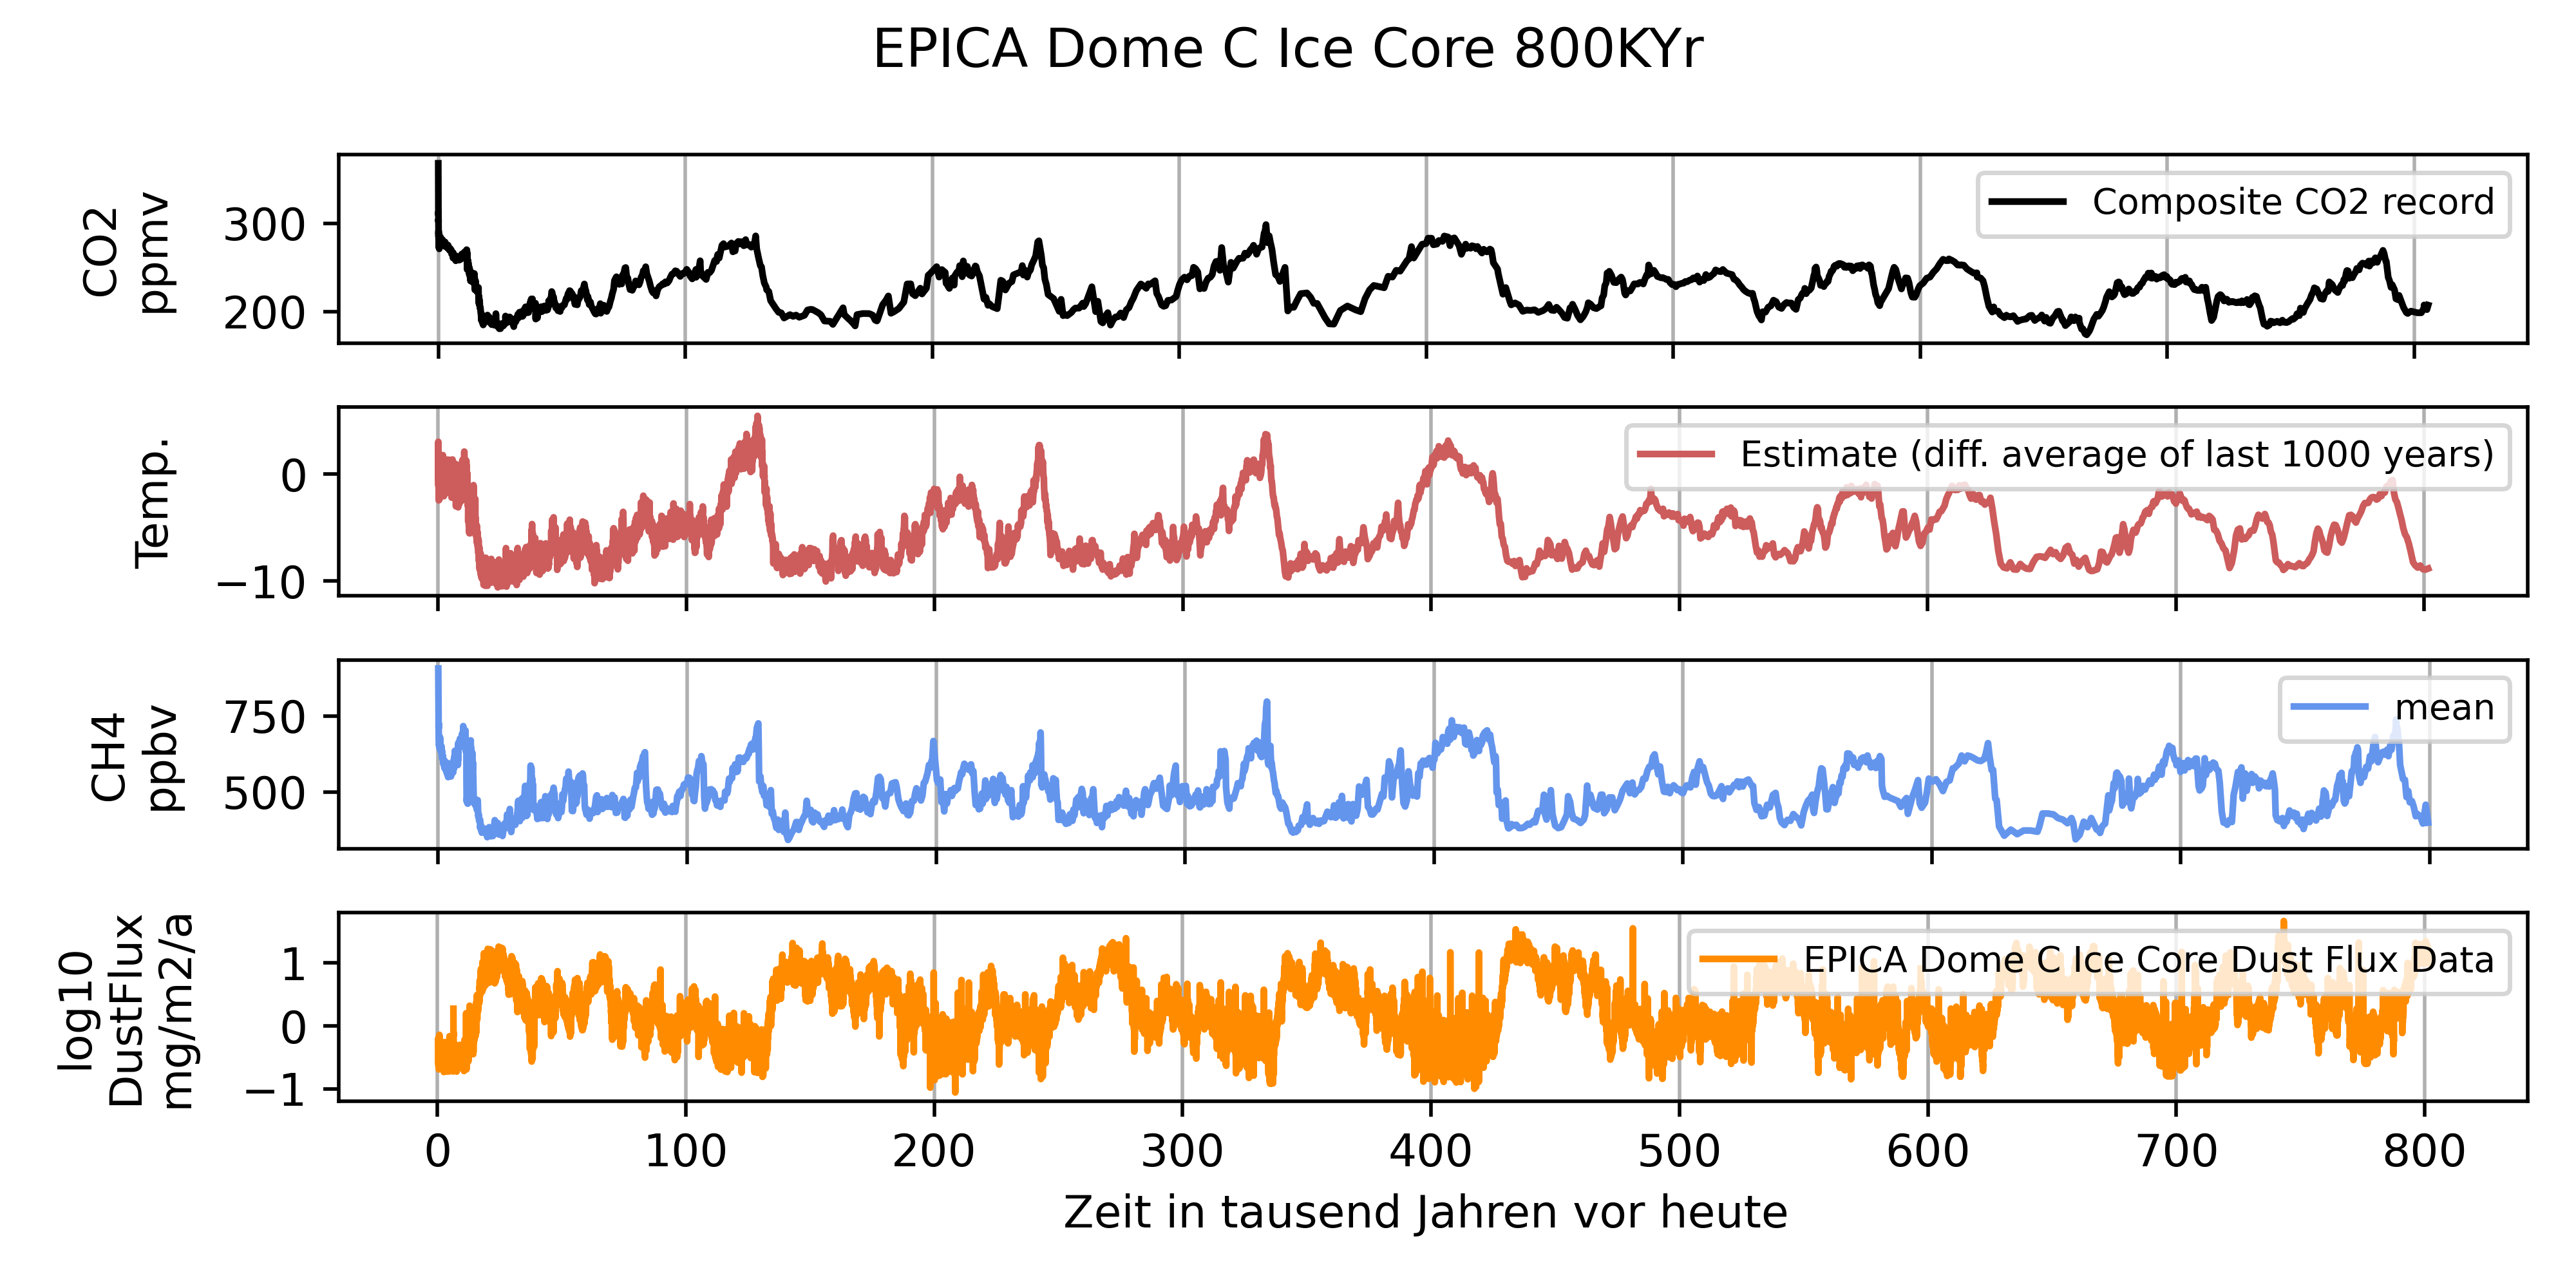 EPICA Dome C Ice Core 800KYr
CO2
ppmv
300
200
Composite CO2 record
Temp.
0
−10
Estimate (diff. average of last 1000 years)
CH4
ppbv
750
500
mean
log10
DustFlux
mg/m2/a
1
0
−1
EPICA Dome C Ice Core Dust Flux Data
0 100 200 300 400 500 600 700 800
Zeit in tausend Jahren vor heute